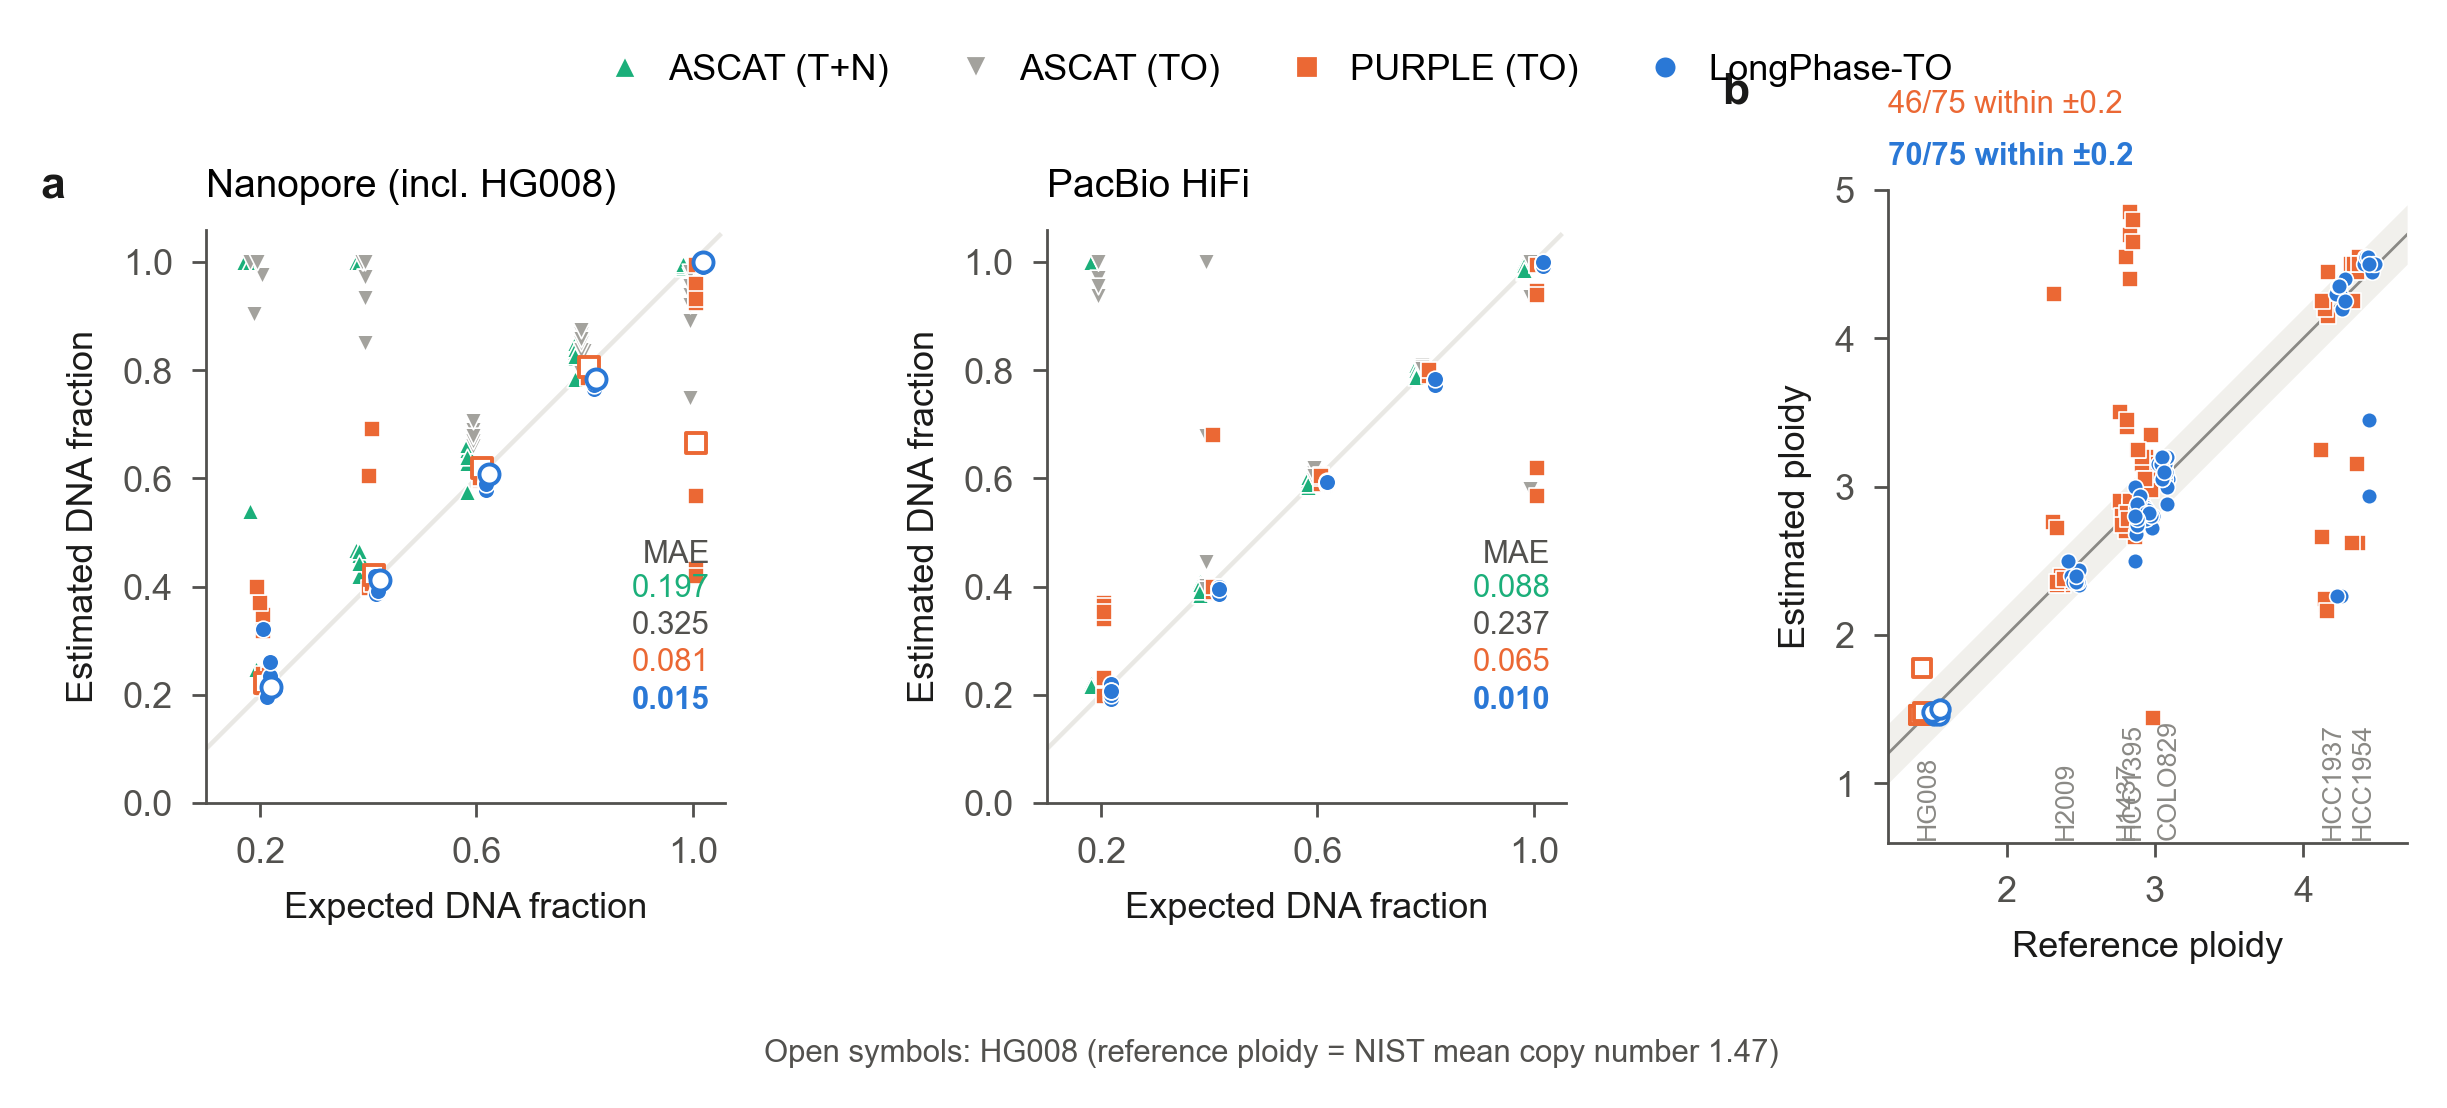 ASCAT (T+N)
ASCAT (TO)
PURPLE (TO)
LongPhase-TO
a
Nanopore (incl. HG008)
Estimated DNA fraction
1.0
0.8
0.6
0.4
0.2
0.0
MAE
0.197
0.325
0.081
0.015
0.2
0.6
1.0
Expected DNA fraction
PacBio HiFi
Estimated DNA fraction
1.0
0.8
0.6
0.4
0.2
0.0
MAE
0.088
0.237
0.065
0.010
0.2
0.6
1.0
Expected DNA fraction
b
46/75 within ±0.2
70/75 within ±0.2
Estimated ploidy
5
4
3
2
1
HG008
H2009
H1437
HCC1395
COLO829
HCC1937
HCC1954
2
3
4
Reference ploidy
Open symbols: HG008 (reference ploidy = NIST mean copy number 1.47)